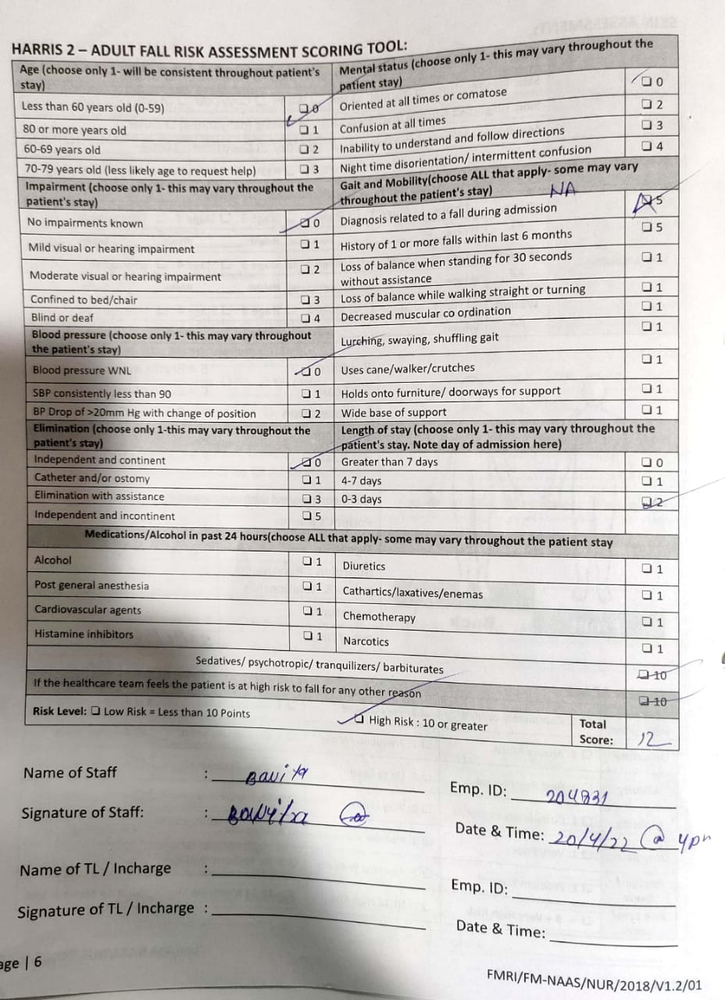 HARRIS 2 – ADULT FALL RISK ASSESSMENT SCORING TOOL:
Age (choose only 1- will be consistent throughout patient's stay)
Less than 60 years old (0-59) ❑ 0
80 or more years old ❑ 1
60-69 years old ❑ 2
70-79 years old (less likely age to request help) ❑ 3
Impairment (choose only 1- this may vary throughout the patient's stay)
No impairments known ❑ 0
Mild visual or hearing impairment ❑ 1
Moderate visual or hearing impairment ❑ 2
Confined to bed/chair ❑ 3
Blind or deaf ❑ 4
Blood pressure (choose only 1- this may vary throughout the patient's stay)
Blood pressure WNL ❑ 0
SBP consistently less than 90 ❑ 1
BP Drop of >20mm Hg with change of position ❑ 2
Elimination (choose only 1-this may vary throughout the patient's stay)
Independent and continent ❑ 0
Catheter and/or ostomy ❑ 1
Elimination with assistance ❑ 3
Independent and incontinent ❑ 5
Mental status (choose only 1- this may vary throughout the patient stay)
Oriented at all times or comatose ❑ 0
Confusion at all times ❑ 2
Inability to understand and follow directions ❑ 3
Night time disorientation/ intermittent confusion ❑ 4
Gait and Mobility(choose ALL that apply- some may vary throughout the patient's stay) NA
Diagnosis related to a fall during admission ❑ 5
History of 1 or more falls within last 6 months ❑ 5
Loss of balance when standing for 30 seconds without assistance ❑ 1
Loss of balance while walking straight or turning ❑ 1
Decreased muscular co ordination ❑ 1
Lurching, swaying, shuffling gait ❑ 1
Uses cane/walker/crutches ❑ 1
Holds onto furniture/ doorways for support ❑ 1
Wide base of support ❑ 1
Length of stay (choose only 1- this may vary throughout the patient's stay. Note day of admission here)
Greater than 7 days ❑ 0
4-7 days ❑ 1
0-3 days ❑ 2
Medications/Alcohol in past 24 hours(choose ALL that apply- some may vary throughout the patient stay
Alcohol ❑ 1 Diuretics ❑ 1
Post general anesthesia ❑ 1 Cathartics/laxatives/enemas ❑ 1
Cardiovascular agents ❑ 1 Chemotherapy ❑ 1
Histamine inhibitors ❑ 1 Narcotics ❑ 1
Sedatives/ psychotropic/ tranquilizers/ barbiturates ❑ 10
If the healthcare team feels the patient is at high risk to fall for any other reason ❑ 10
Risk Level: ❑ Low Risk = Less than 10 Points ❑ High Risk : 10 or greater Total Score: 12
Name of Staff : Bavita Emp. ID: 204831
Signature of Staff: : Bavita Date & Time: 20/4/22 @ 4pm
Name of TL / Incharge : Emp. ID:
Signature of TL / Incharge : Date & Time:
age | 6
FMRI/FM-NAAS/NUR/2018/V1.2/01